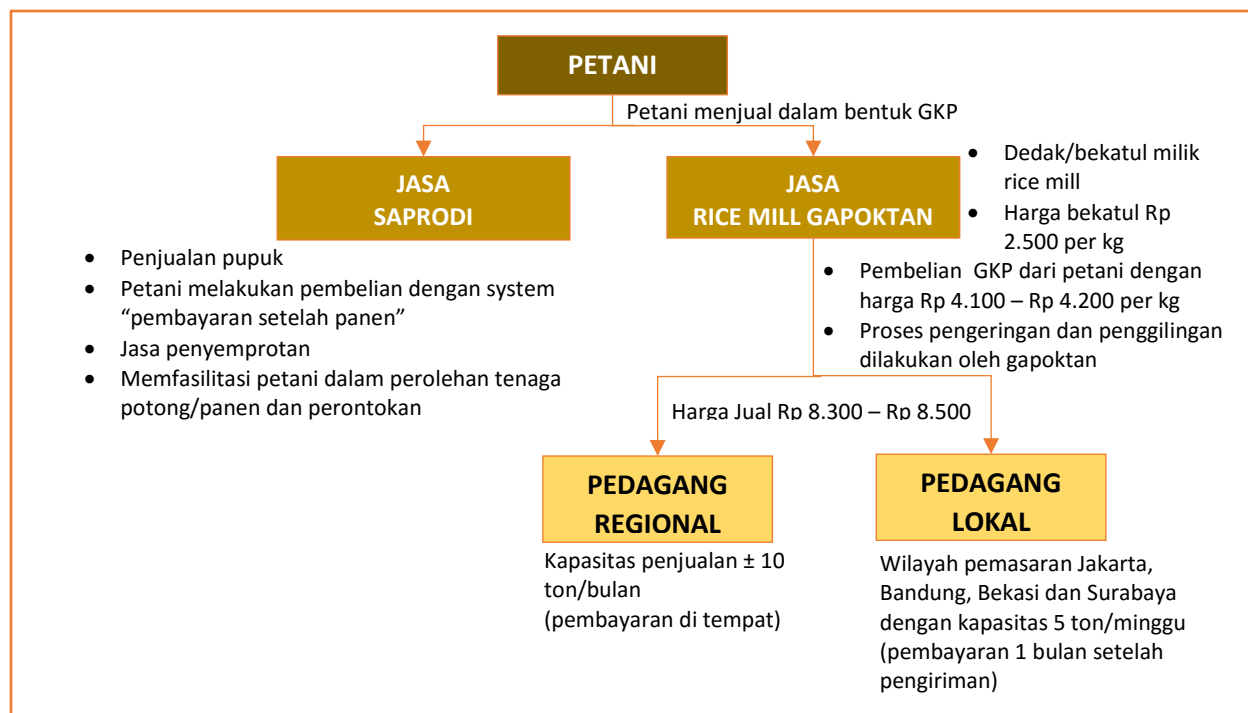 PETANI
Petani menjual dalam bentuk GKP
JASA
SAPRODI
JASA
RICE MILL GAPOKTAN
• Dedak/bekatul milik
rice mill
• Harga bekatul Rp
2.500 per kg
• Penjualan pupuk
• Petani melakukan pembelian dengan system
“pembayaran setelah panen”
• Jasa penyemprotan
• Memfasilitasi petani dalam perolehan tenaga
potong/panen dan perontokan
• Pembelian GKP dari petani dengan
harga Rp 4.100 – Rp 4.200 per kg
• Proses pengeringan dan penggilingan
dilakukan oleh gapoktan
Harga Jual Rp 8.300 – Rp 8.500
PEDAGANG
REGIONAL
Kapasitas penjualan ± 10
ton/bulan
(pembayaran di tempat)
PEDAGANG
LOKAL
Wilayah pemasaran Jakarta,
Bandung, Bekasi dan Surabaya
dengan kapasitas 5 ton/minggu
(pembayaran 1 bulan setelah
pengiriman)